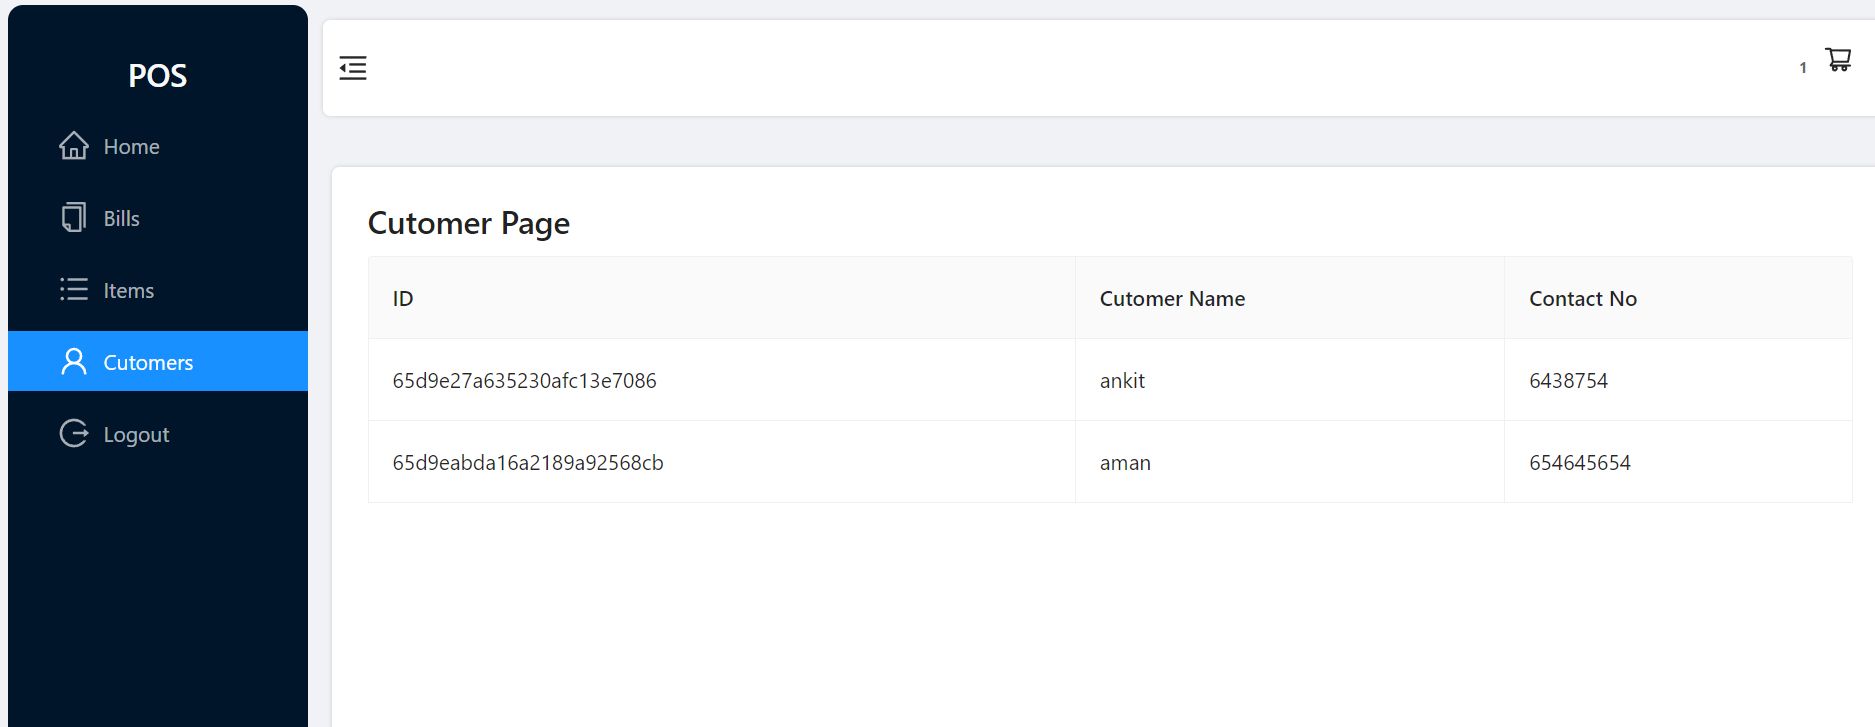 POS
Home
Bills
Items
Cutomers
Logout
1
Cutomer Page
ID Cutomer Name Contact No
65d9e27a635230afc13e7086 ankit 6438754
65d9eabda16a2189a92568cb aman 654645654